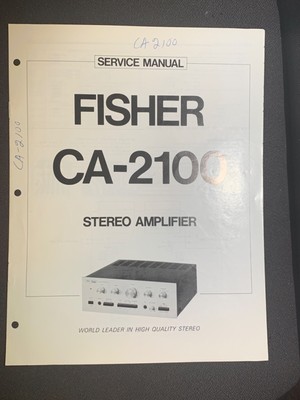 CA-2100
SERVICE MANUAL
FISHER
CA-2100
CA-2100
STEREO AMPLIFIER
WORLD LEADER IN HIGH QUALITY STEREO